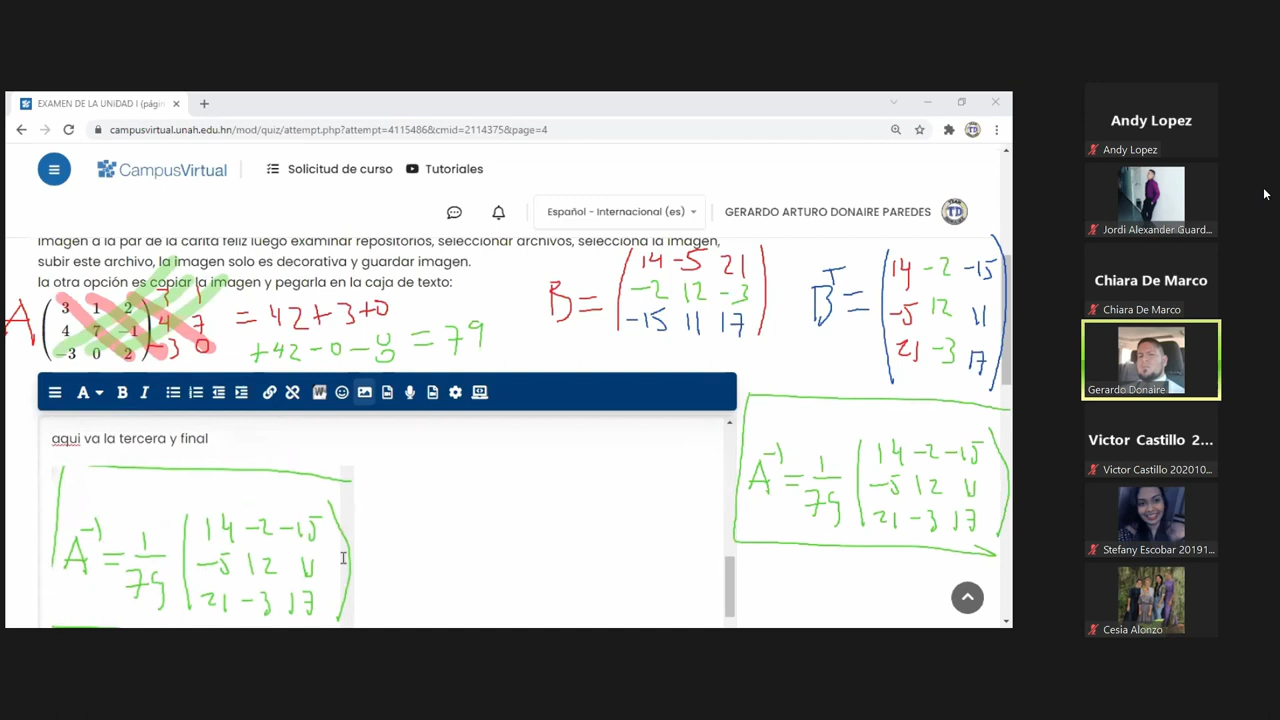 EXAMEN DE LA UNIDAD I (págin
campusvirtual.unah.edu.hn/mod/quiz/attempt.php?attempt=4115486&cmid=2114375&page=4
CampusVirtual
Solicitud de curso
Tutoriales
Español - Internacional (es)
GERARDO ARTURO DONAIRE PAREDES
TD
imagen a la par de la carita feliz luego examinar repositorios, seleccionar archivos, selecciona la imagen,
subir este archivo, la imagen solo es decorativa y guardar imagen.
la otra opción es copiar la imagen y pegarla en la caja de texto:
A
3 1 2 3 1
4 7 -1 4 7
-3 0 2 -3 0
= 42+3+0
+42-0-8 = 79
B =
14 -5 21
-2 12 -3
-15 11 17
B^T =
14 -2 -15
-5 12 11
21 -3 17
A B I
aqui va la tercera y final
A^-1 = 1/79
14 -2 -15
-5 12 11
21 -3 17
A^-1 = 1/79
14 -2 -15
-5 12 11
21 -3 17
Andy Lopez
Andy Lopez
Jordi Alexander Guard...
Chiara De Marco
Chiara De Marco
Gerardo Donaire
Victor Castillo 2...
Victor Castillo 202010...
Stefany Escobar 20191...
Cesia Alonzo